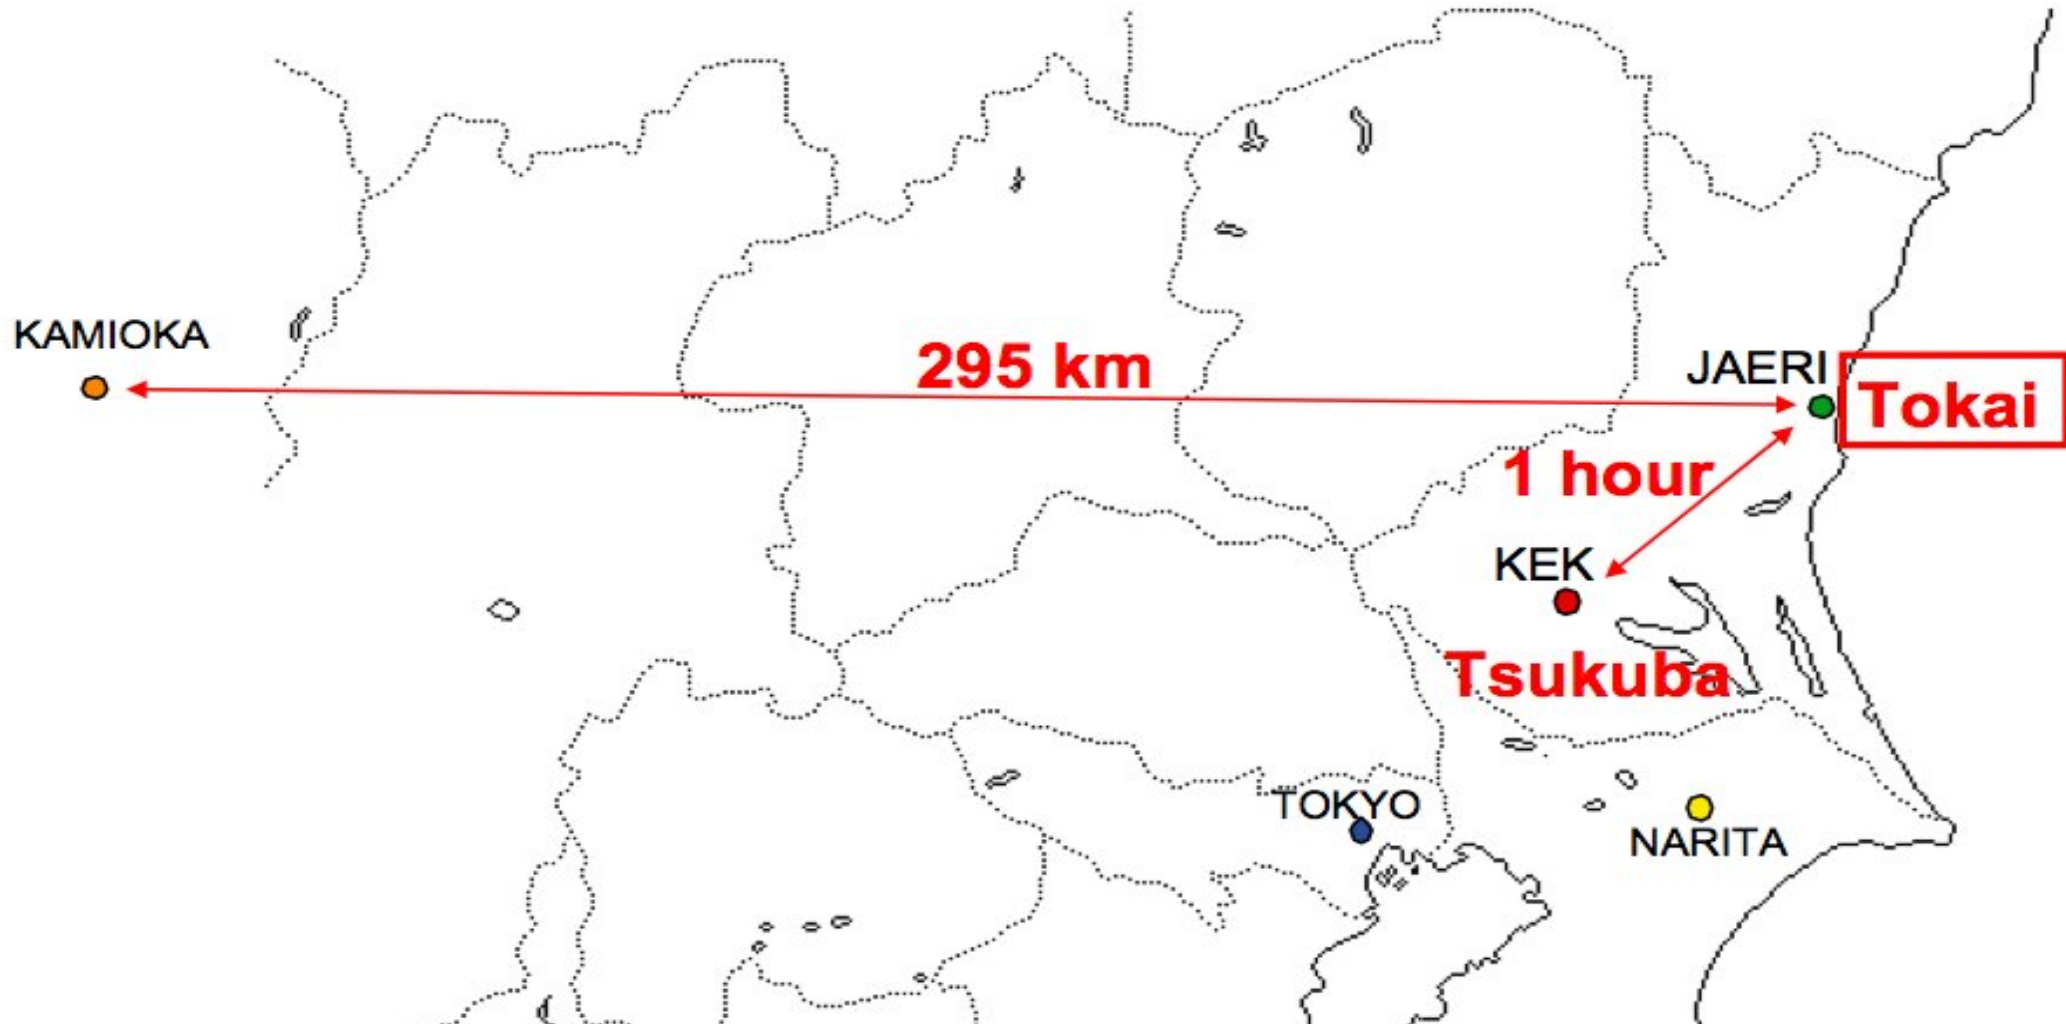 KAMIOKA
295 km
JAERI
Tokai
1 hour
KEK
Tsukuba
TOKYO
NARITA